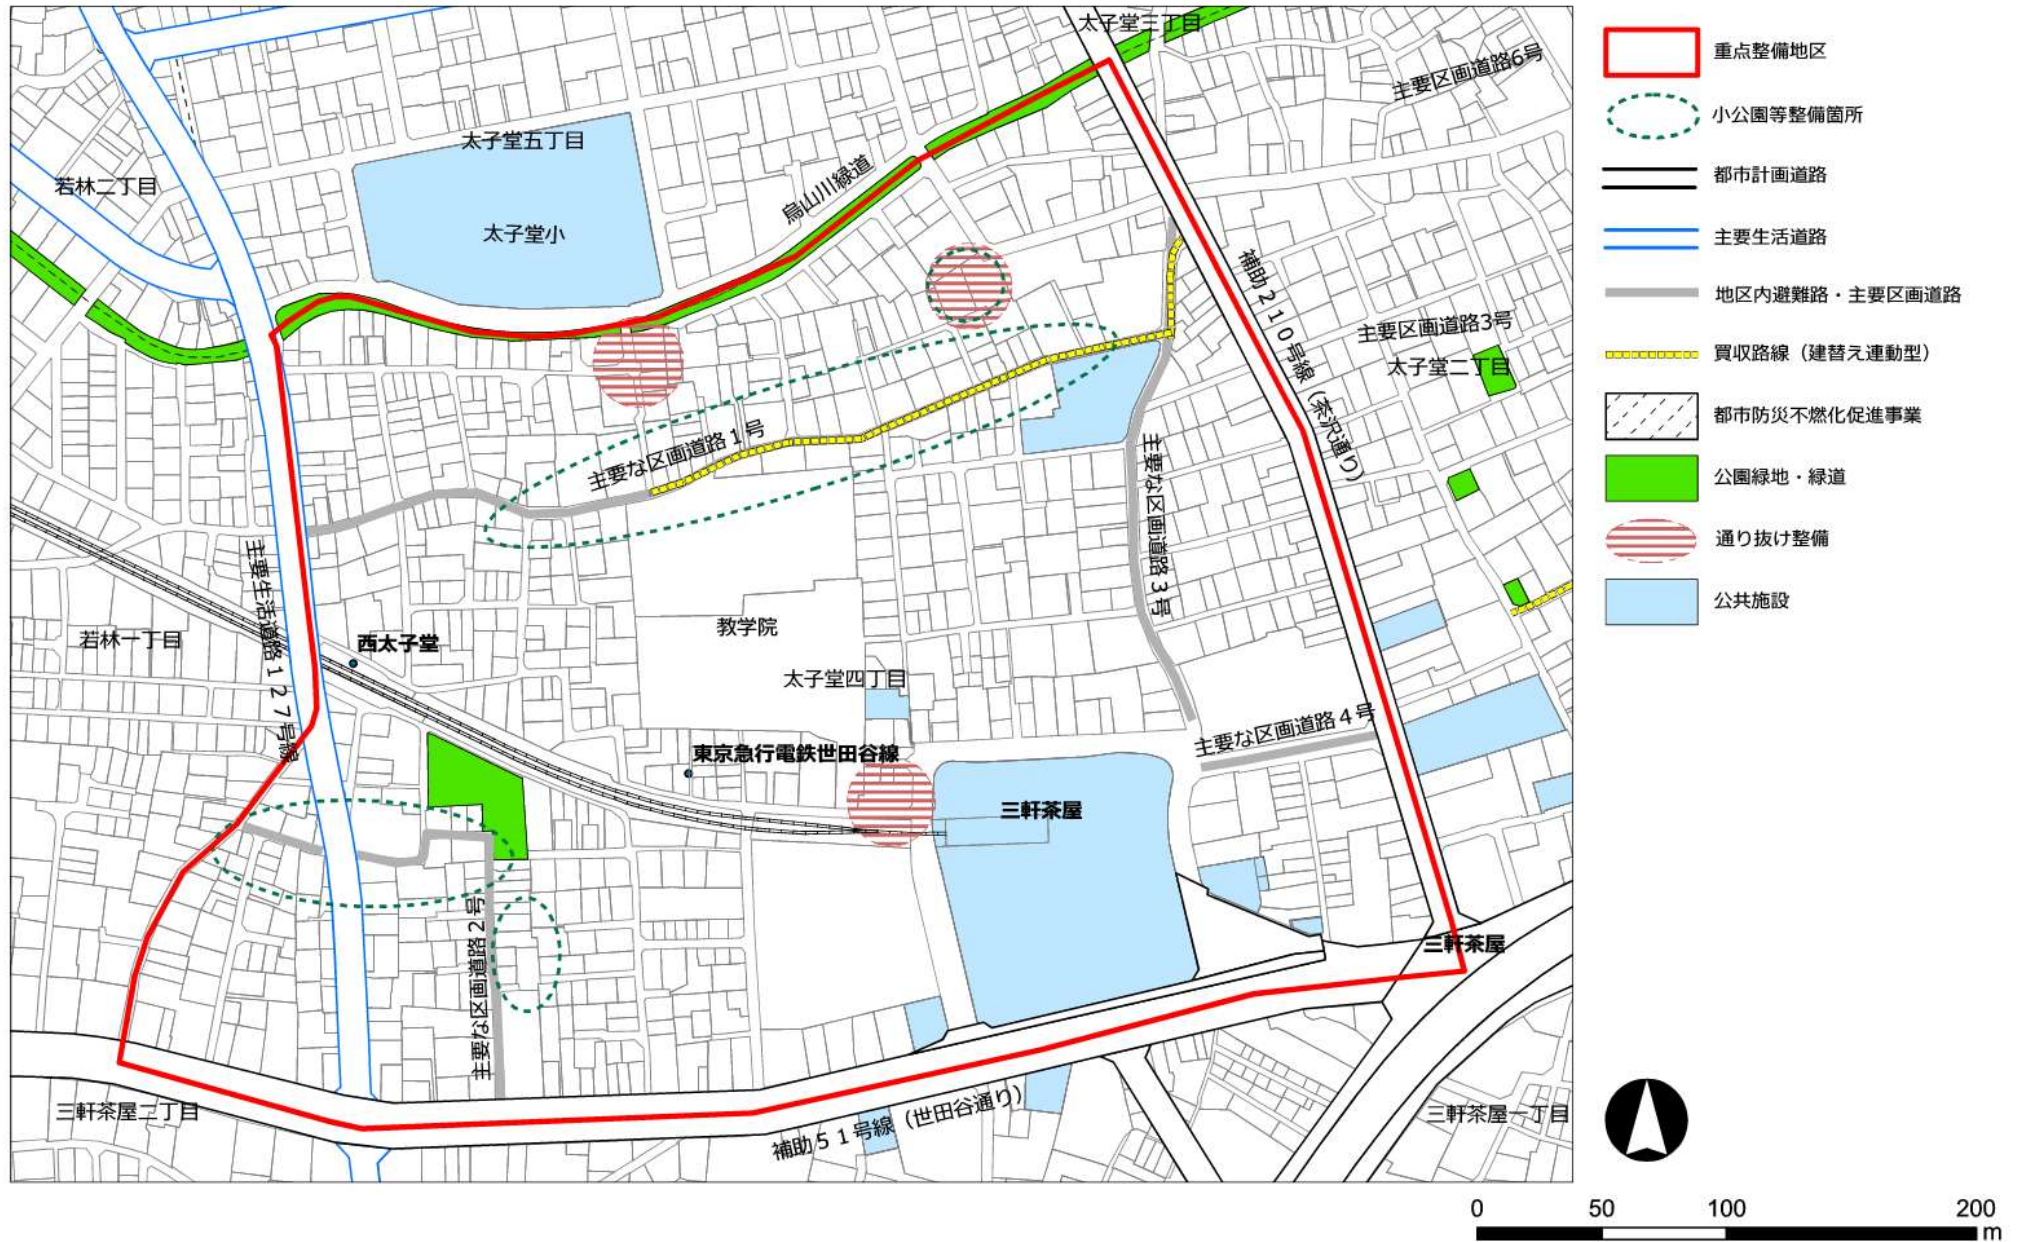 太子堂三丁目
主要区画道路6号
太子堂五丁目
若林二丁目
烏山川緑道
太子堂小
補助210号線（茶沢通り）
主要区画道路3号
太子堂二丁目
主要な区画道路1号
主要な区画道路3号
主要生活道路127号線
若林一丁目
西太子堂
教学院
太子堂四丁目
主要な区画道路4号
東京急行電鉄世田谷線
三軒茶屋
主要な区画道路2号
三軒茶屋
三軒茶屋二丁目
補助51号線（世田谷通り）
三軒茶屋一丁目
重点整備地区
小公園等整備箇所
都市計画道路
主要生活道路
地区内避難路・主要区画道路
買収路線（建替え連動型）
都市防災不燃化促進事業
公園緑地・緑道
通り抜け整備
公共施設
0 50 100 200
m